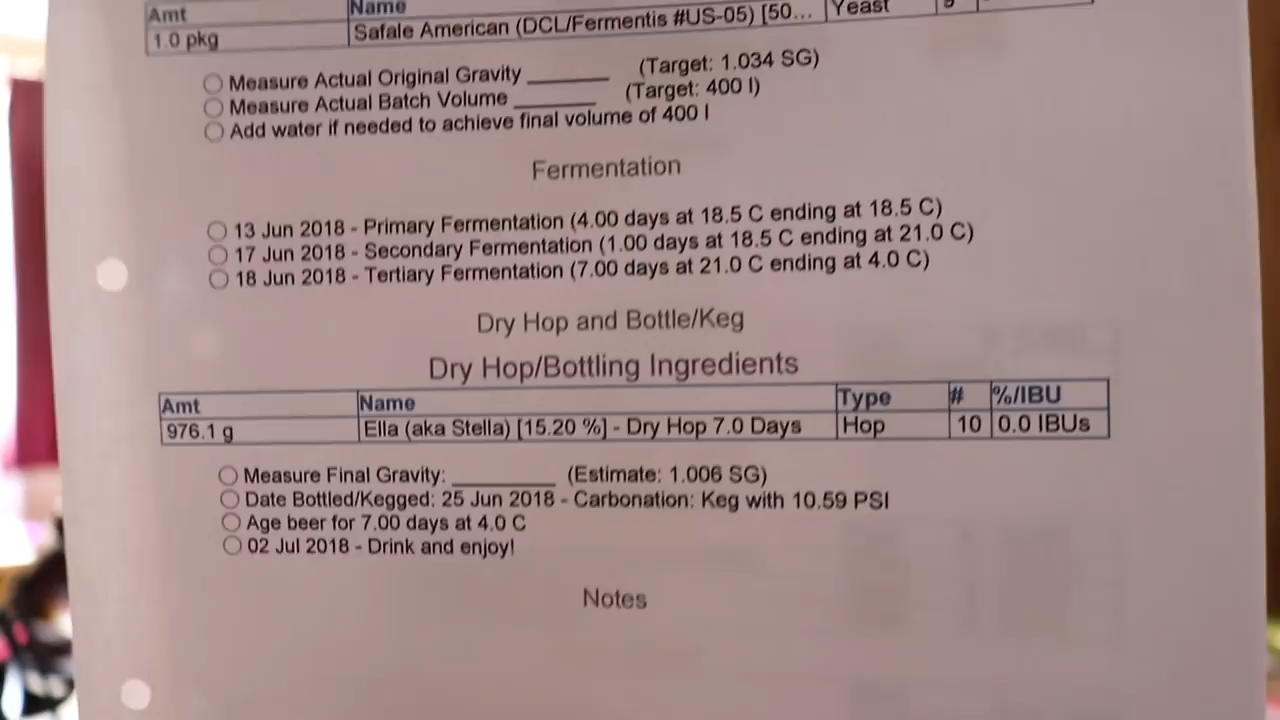 Amt Name
1.0 pkg Safale American (DCL/Fermentis #US-05) [50... Yeast 9
Measure Actual Original Gravity ______ (Target: 1.034 SG)
Measure Actual Batch Volume ______ (Target: 400 l)
Add water if needed to achieve final volume of 400 l
Fermentation
13 Jun 2018 - Primary Fermentation (4.00 days at 18.5 C ending at 18.5 C)
17 Jun 2018 - Secondary Fermentation (1.00 days at 18.5 C ending at 21.0 C)
18 Jun 2018 - Tertiary Fermentation (7.00 days at 21.0 C ending at 4.0 C)
Dry Hop and Bottle/Keg
Dry Hop/Bottling Ingredients
Amt Name Type # %/IBU
976.1 g Ella (aka Stella) [15.20 %] - Dry Hop 7.0 Days Hop 10 0.0 IBUs
Measure Final Gravity: ________ (Estimate: 1.006 SG)
Date Bottled/Kegged: 25 Jun 2018 - Carbonation: Keg with 10.59 PSI
Age beer for 7.00 days at 4.0 C
02 Jul 2018 - Drink and enjoy!
Notes